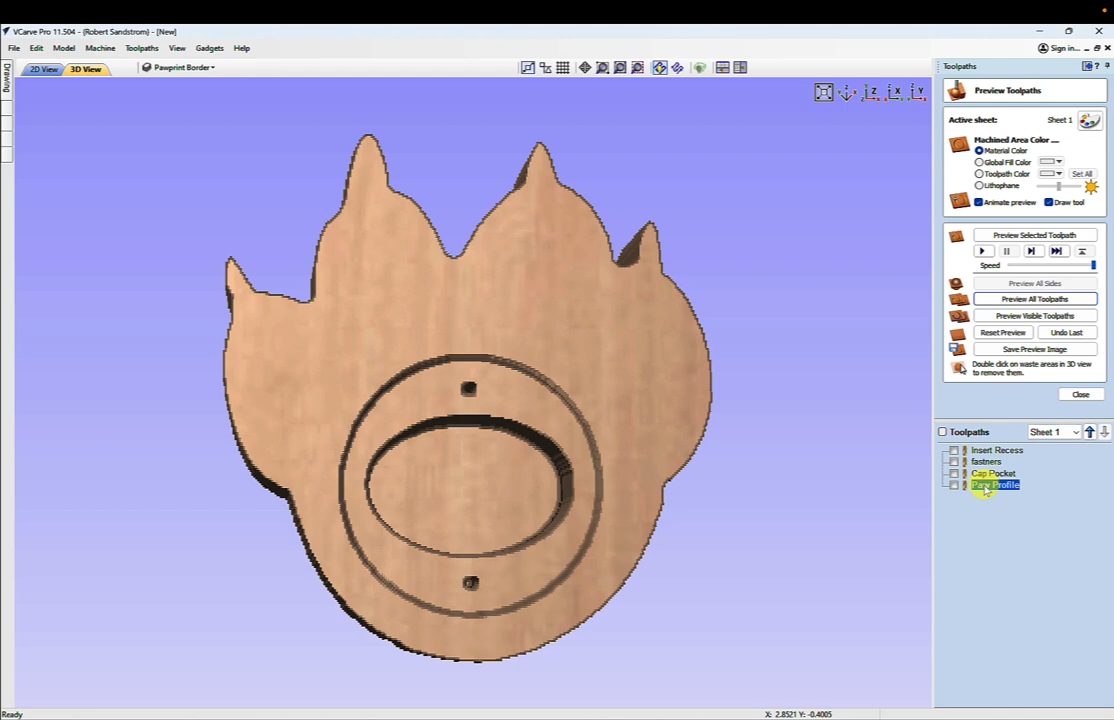 VCarve Pro 11.504 - {Robert Sandstrom} - [New]
File Edit Model Machine Toolpaths View Gadgets Help
Sign in...
Drawing
2D View 3D View Pawprint Border
Z X Y
Toolpaths
Preview Toolpaths
Active sheet: Sheet 1
Machined Area Color ....
Material Color
Global Fill Color
Toolpath Color Set All
Lithophane
Animate preview Draw tool
Preview Selected Toolpath
Speed
Preview All Sides
Preview All Toolpaths
Preview Visible Toolpaths
Reset Preview Undo Last
Save Preview Image
Double click on waste areas in 3D view
to remove them.
Close
Toolpaths Sheet 1
Insert Recess
fastners
Cap Pocket
Paw Profile
Ready X: 2.8521 Y: -0.4005